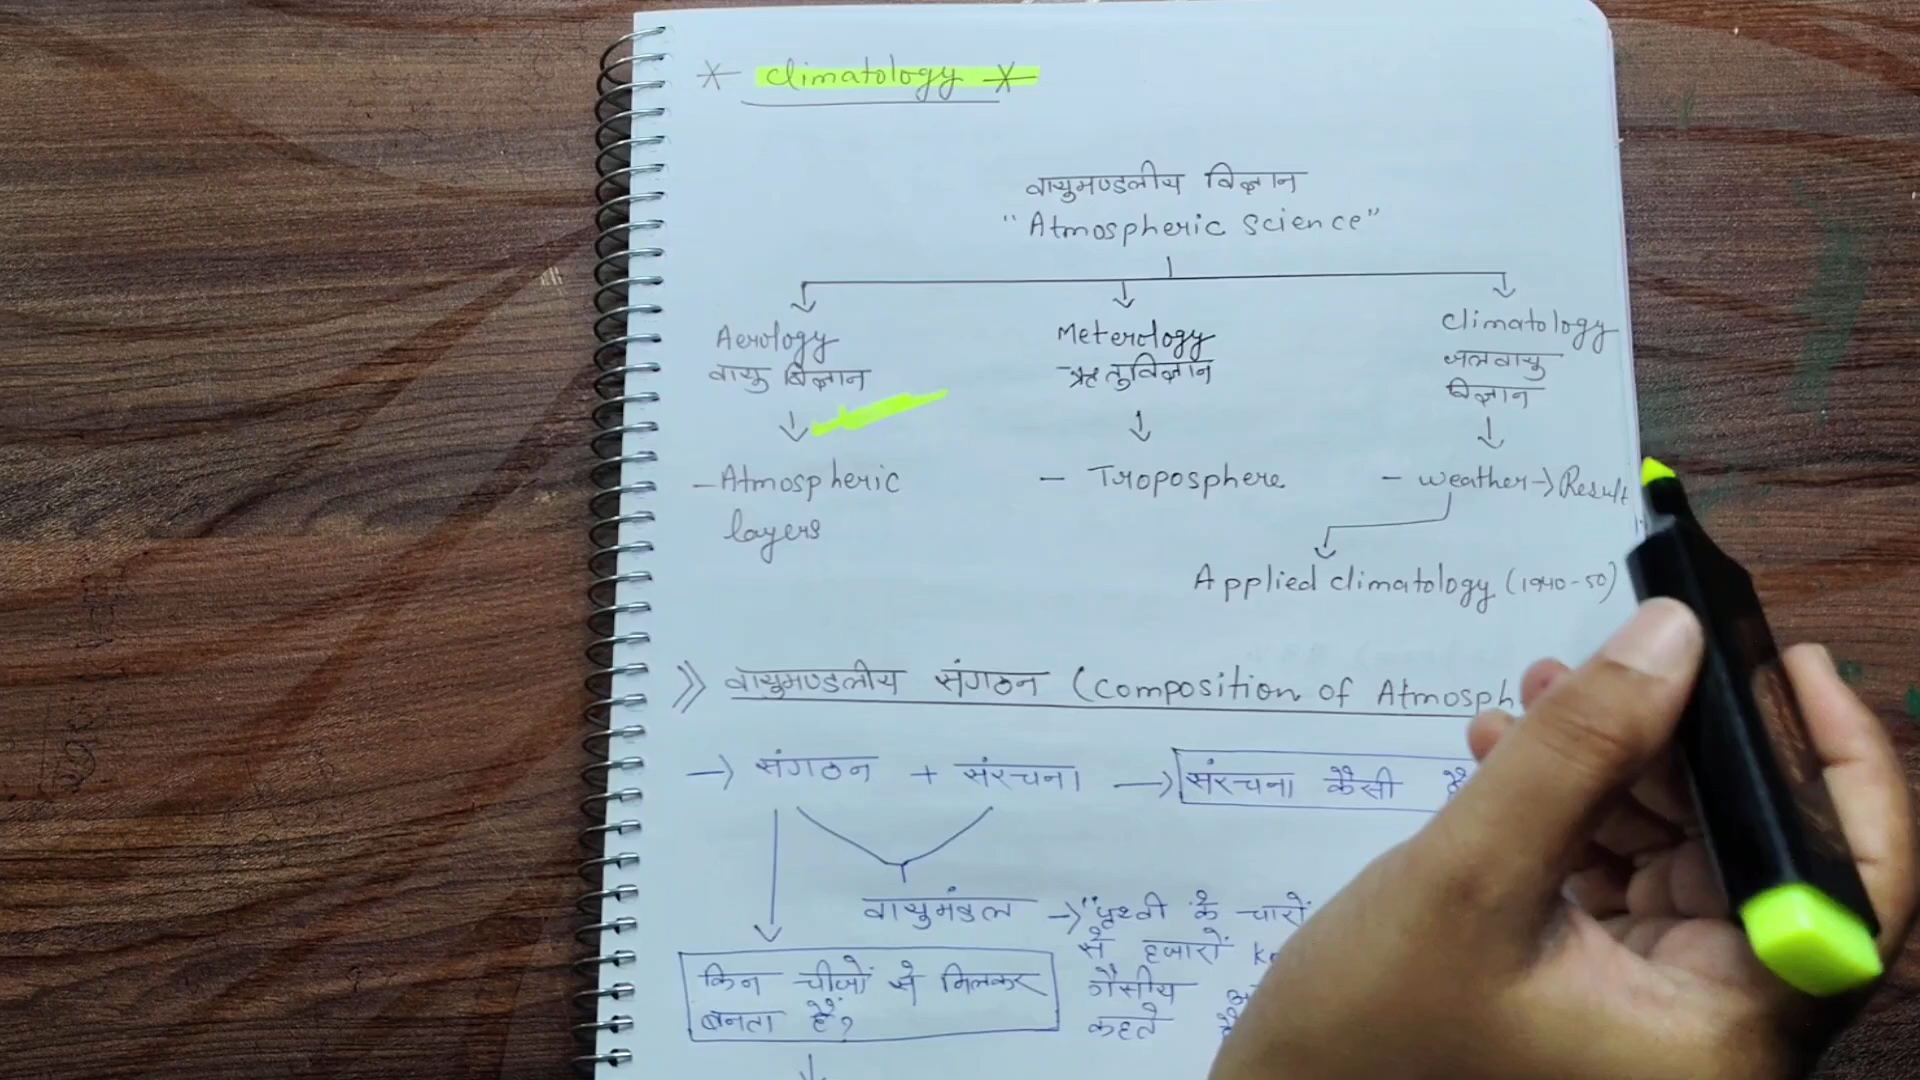 * Climatology *
वायुमण्डलीय विज्ञान
"Atmospheric Science"
Aerology
वायु विज्ञान
Meterology
ऋतुविज्ञान
Climatology
जलवायु
विज्ञान
- Atmospheric
layers
- Troposphere
- weather → Result
Applied climatology (1940-50)
» वायुमण्डलीय संगठन (Composition of Atmosph
→ संगठन + संरचना → संरचना कैसी है
वायुमंडल → "पृथ्वी के चारों
से हजारों
गैसीय
कहते
किन चीजों से मिलकर
बनता है?